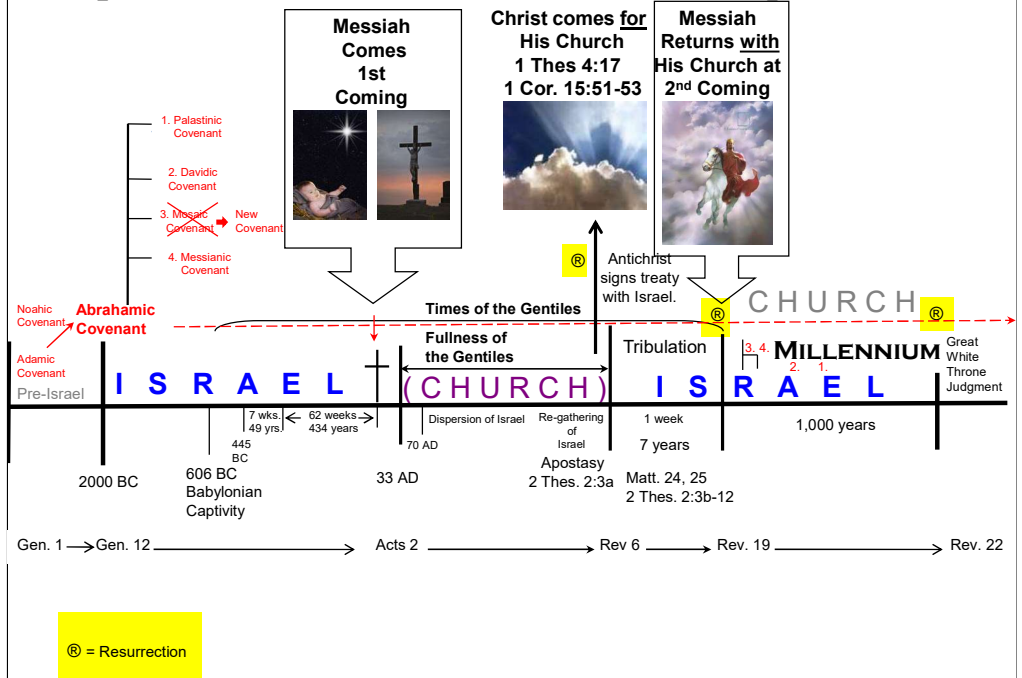 Messiah
Comes
1st
Coming
Christ comes for
His Church
1 Thes 4:17
1 Cor. 15:51-53
Messiah
Returns with
His Church at
2nd Coming
1. Palastinic
Covenant
2. Davidic
Covenant
3. Mosaic
Covenant
New
Covenant
4. Messianic
Covenant
Noahic
Covenant
Abrahamic
Covenant
Adamic
Covenant
Pre-Israel
®
Antichrist
signs treaty
with Israel.
Times of the Gentiles
®
CHURCH
®
Fullness of
the Gentiles
Tribulation
3. 4.
MILLENNIUM
2. 1.
Great
White
Throne
Judgment
ISRAEL
(CHURCH)
ISRAEL
7 wks.
49 yrs.
62 weeks
434 years
Dispersion of Israel
Re-gathering
of
Israel
1 week
7 years
1,000 years
445
BC
70 AD
2000 BC
606 BC
Babylonian
Captivity
33 AD
Apostasy
2 Thes. 2:3a
Matt. 24, 25
2 Thes. 2:3b-12
Gen. 1
Gen. 12
Acts 2
Rev 6
Rev. 19
Rev. 22
® = Resurrection